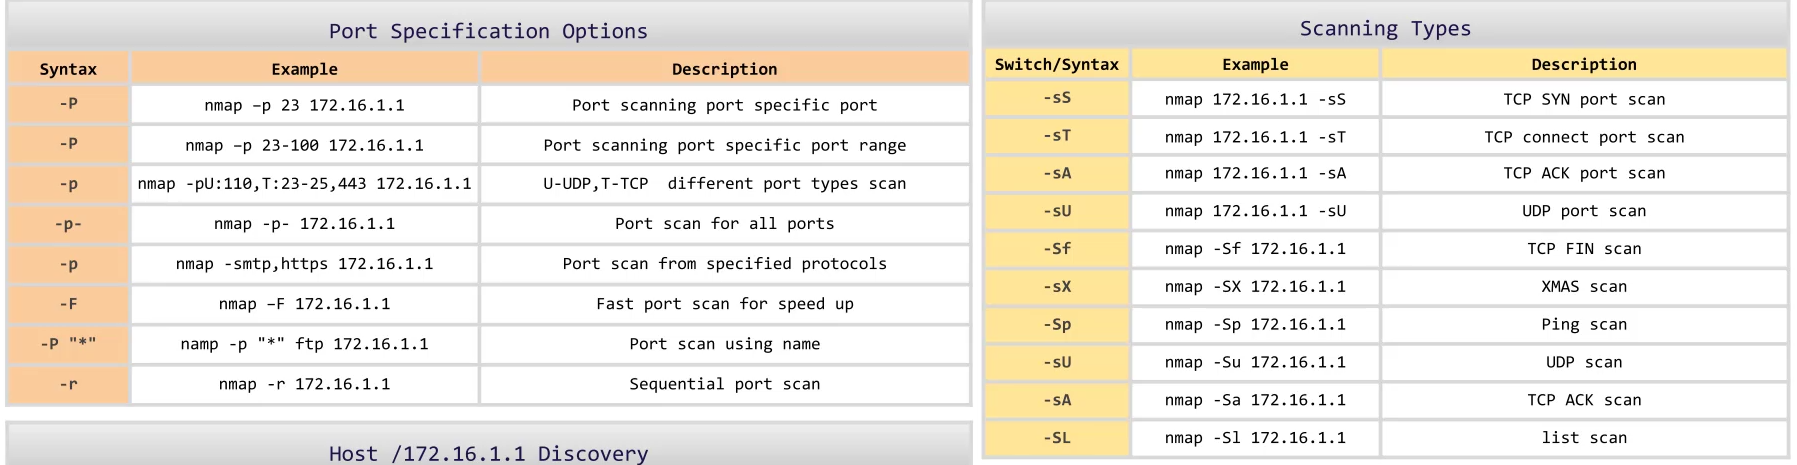 Port Specification Options
Syntax Example Description
-P nmap –p 23 172.16.1.1 Port scanning port specific port
-P nmap –p 23-100 172.16.1.1 Port scanning port specific port range
-p nmap -pU:110,T:23-25,443 172.16.1.1 U-UDP,T-TCP different port types scan
-p- nmap -p- 172.16.1.1 Port scan for all ports
-p nmap -smtp,https 172.16.1.1 Port scan from specified protocols
-F nmap –F 172.16.1.1 Fast port scan for speed up
-P "*" namp -p "*" ftp 172.16.1.1 Port scan using name
-r nmap -r 172.16.1.1 Sequential port scan
Host /172.16.1.1 Discovery
Scanning Types
Switch/Syntax Example Description
-sS nmap 172.16.1.1 -sS TCP SYN port scan
-sT nmap 172.16.1.1 -sT TCP connect port scan
-sA nmap 172.16.1.1 -sA TCP ACK port scan
-sU nmap 172.16.1.1 -sU UDP port scan
-Sf nmap -Sf 172.16.1.1 TCP FIN scan
-sX nmap -SX 172.16.1.1 XMAS scan
-Sp nmap -Sp 172.16.1.1 Ping scan
-sU nmap -Su 172.16.1.1 UDP scan
-sA nmap -Sa 172.16.1.1 TCP ACK scan
-SL nmap -Sl 172.16.1.1 list scan